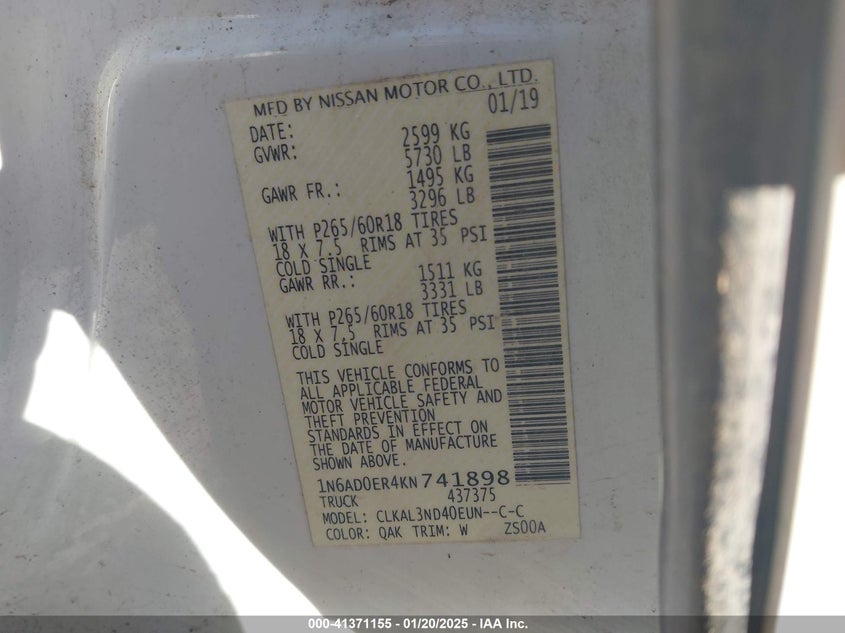 MFD BY NISSAN MOTOR CO., LTD.
DATE: 01/19
GVWR: 2599 KG
5730 LB
GAWR FR.: 1495 KG
3296 LB
WITH P265/60R18 TIRES
18 X 7.5 RIMS AT 35 PSI
COLD SINGLE
GAWR RR.: 1511 KG
3331 LB
WITH P265/60R18 TIRES
18 X 7.5 RIMS AT 35 PSI
COLD SINGLE
THIS VEHICLE CONFORMS TO
ALL APPLICABLE FEDERAL
MOTOR VEHICLE SAFETY AND
THEFT PREVENTION
STANDARDS IN EFFECT ON
THE DATE OF MANUFACTURE
SHOWN ABOVE.
1N6AD0ER4KN741898
TRUCK 437375
MODEL: CLKAL3ND40EUN--C-C
COLOR: QAK TRIM: W ZS00A
000-41371155 - 01/20/2025 - IAA Inc.